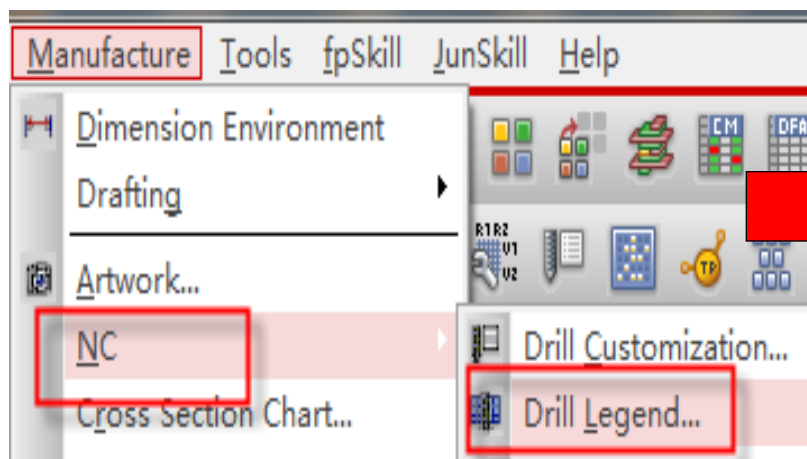 Manufacture Tools fpSkill JunSkill Help
Dimension Environment
CM DFA
Drafting
R1R2
V1
V2
TP
Artwork...
NC
Drill Customization...
Cross Section Chart...
Drill Legend...